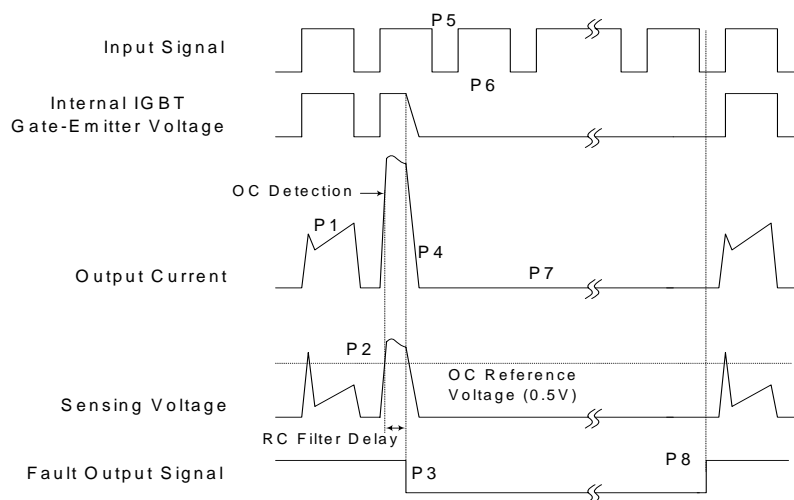 P5
Input Signal
P6
Internal IGBT
Gate-Emitter Voltage
OC Detection
P1
P4
Output Current
P7
P2
OC Reference
Voltage (0.5V)
Sensing Voltage
RC Filter Delay
Fault Output Signal
P3
P8